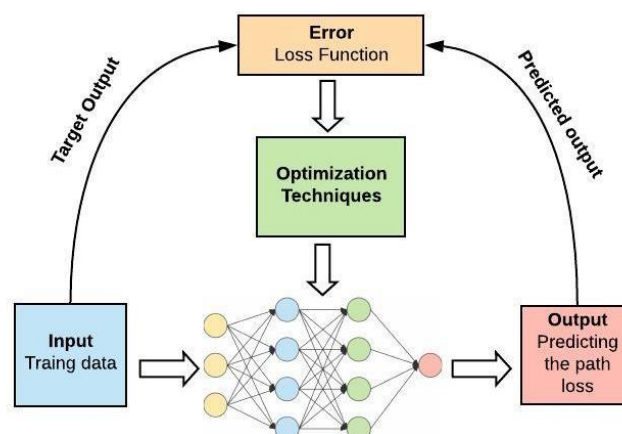 Error
Loss Function
Target Output
Predicted output
Optimization
Techniques
Input
Traing data
Output
Predicting
the path
loss